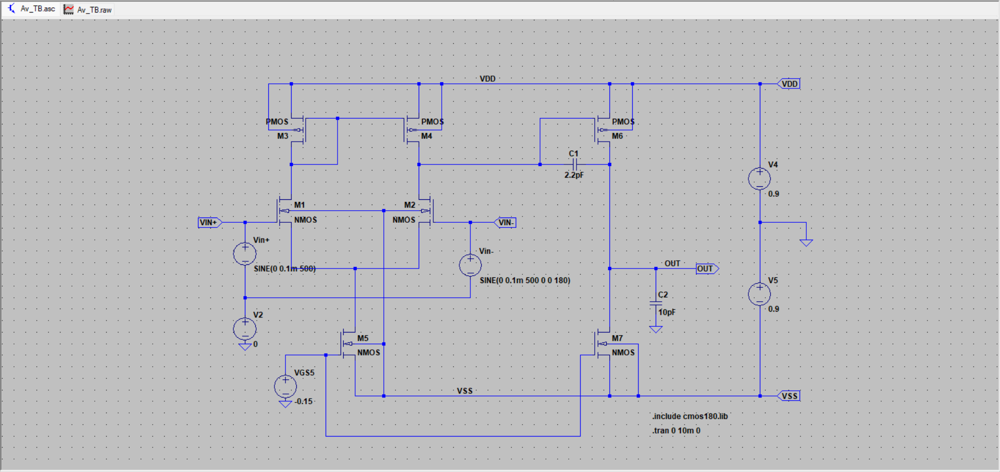 Av_TB.asc
Av_TB.raw
VDD
VDD
PMOS
M3
PMOS
M4
PMOS
M6
C1
2.2pF
V4
0.9
M1
NMOS
M2
NMOS
VIN+
VIN-
Vin+
SINE(0 0.1m 500)
Vin-
SINE(0 0.1m 500 0 0 180)
OUT
OUT
V5
0.9
C2
10pF
V2
0
M5
NMOS
M7
NMOS
VGS5
-0.15
VSS
VSS
.include cmos180.lib
.tran 0 10m 0